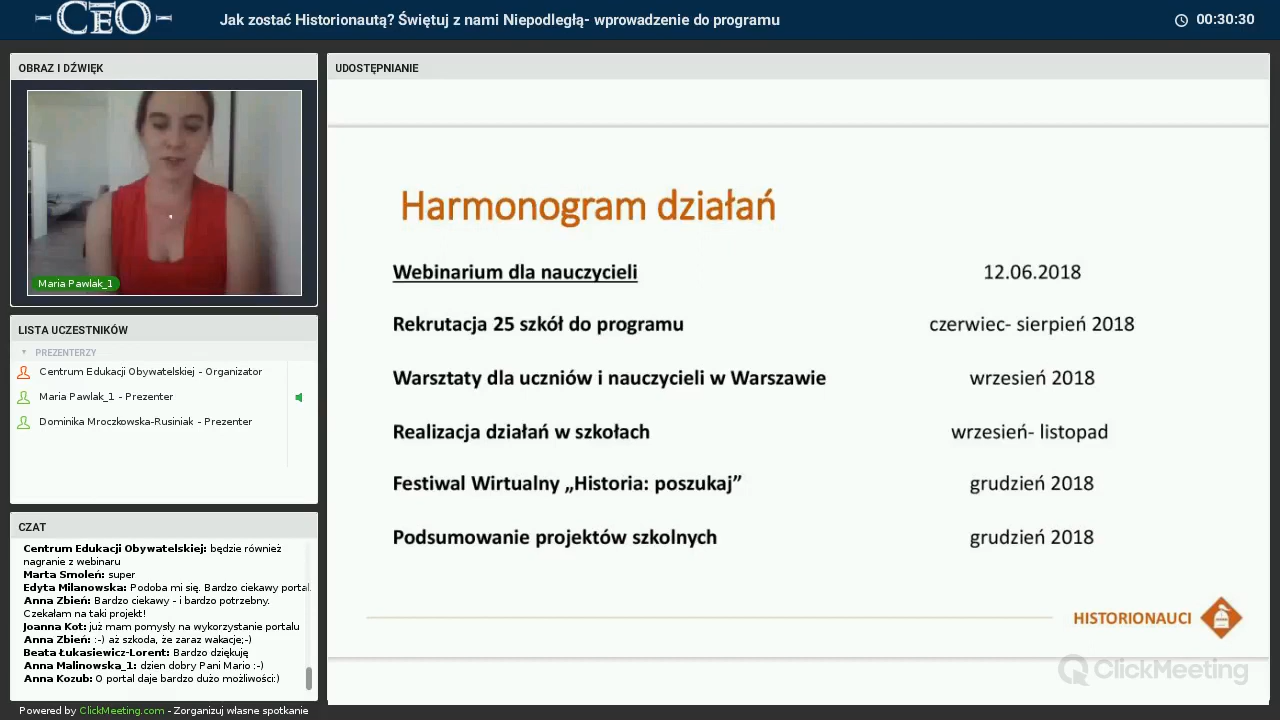 CEO
Jak zostać Historionautą? Świętuj z nami Niepodległą- wprowadzenie do programu
00:30:30
OBRAZ I DŹWIĘK
Maria Pawlak_1
LISTA UCZESTNIKÓW
PREZENTERZY
Centrum Edukacji Obywatelskiej - Organizator
Maria Pawlak_1 - Prezenter
Dominika Mroczkowska-Rusiniak - Prezenter
CZAT
Centrum Edukacji Obywatelskiej: będzie również
nagranie z webinaru
Marta Smoleń: super
Edyta Milanowska: Podoba mi się. Bardzo ciekawy portal.
Anna Zbień: Bardzo ciekawy - i bardzo potrzebny.
Czekałam na taki projekt!
Joanna Kot: już mam pomysły na wykorzystanie portalu
Anna Zbień: :-) aż szkoda, że zaraz wakacje;-)
Beata Łukasiewicz-Lorent: Bardzo dziękuję
Anna Malinowska_1: dzien dobry Pani Mario :-)
Anna Kozub: O portal daje bardzo dużo możliwości:)
Powered by ClickMeeting.com - Zorganizuj własne spotkanie
UDOSTĘPNIANIE
Harmonogram działań
Webinarium dla nauczycieli 12.06.2018
Rekrutacja 25 szkół do programu czerwiec- sierpień 2018
Warsztaty dla uczniów i nauczycieli w Warszawie wrzesień 2018
Realizacja działań w szkołach wrzesień- listopad
Festiwal Wirtualny „Historia: poszukaj” grudzień 2018
Podsumowanie projektów szkolnych grudzień 2018
HISTORIONAUCI
ClickMeeting